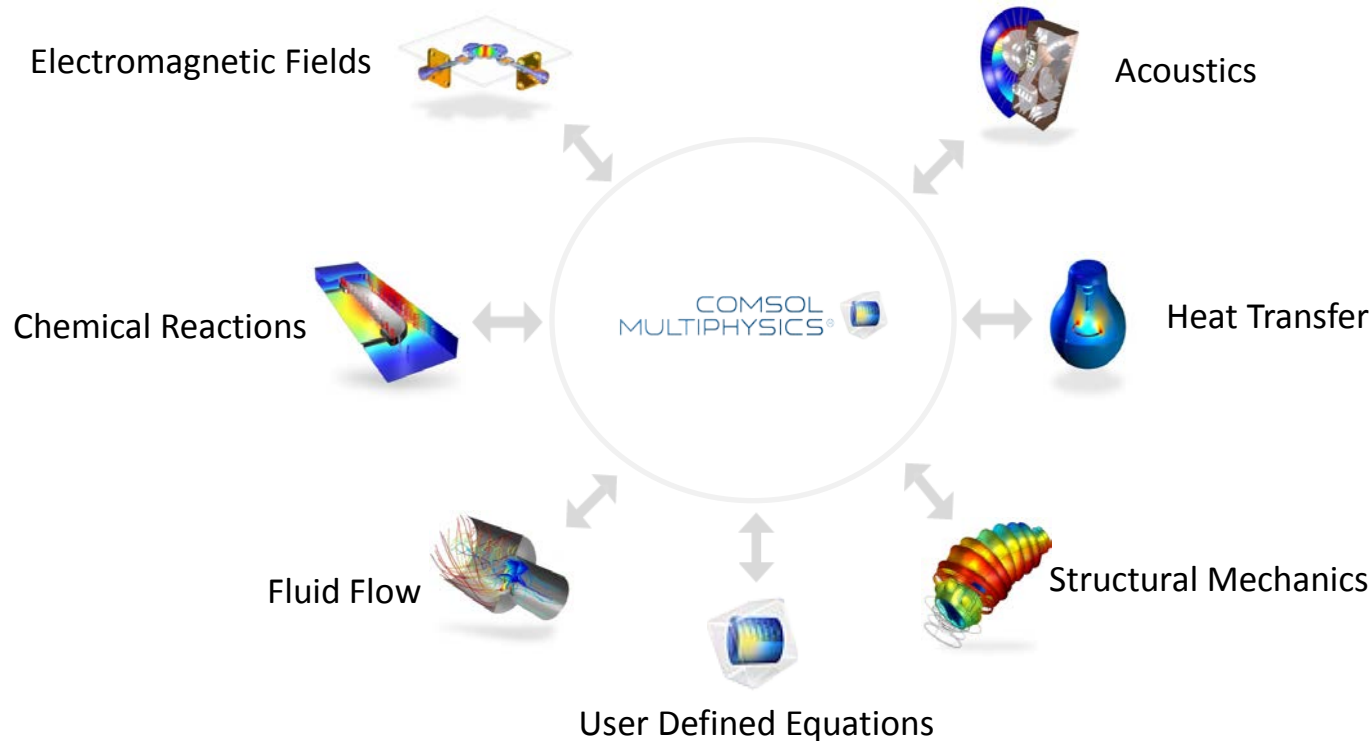 Electromagnetic Fields
Acoustics
Chemical Reactions
COMSOL
MULTIPHYSICS®
Heat Transfer
Fluid Flow
Structural Mechanics
User Defined Equations